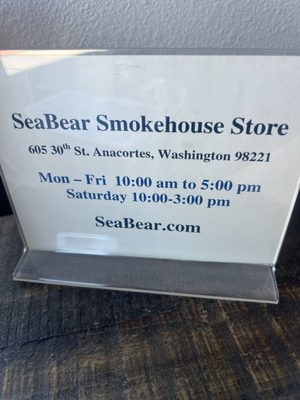 SeaBear Smokehouse Store
605 30th St. Anacortes, Washington 98221
Mon – Fri 10:00 am to 5:00 pm
Saturday 10:00-3:00 pm
SeaBear.com